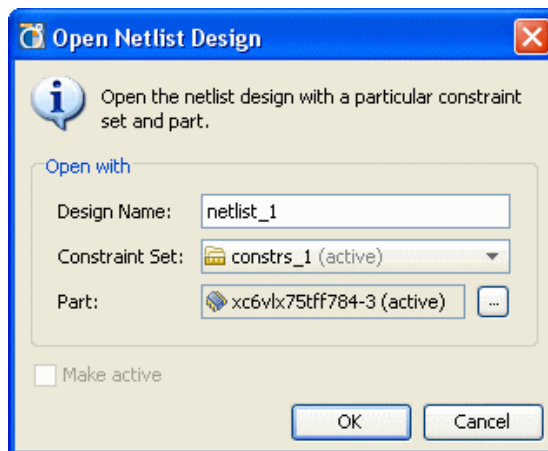 Open Netlist Design
Open the netlist design with a particular constraint
set and part.
Open with
Design Name: netlist_1
Constraint Set: constrs_1 (active)
Part: xc6vlx75tff784-3 (active) ...
Make active
OK Cancel